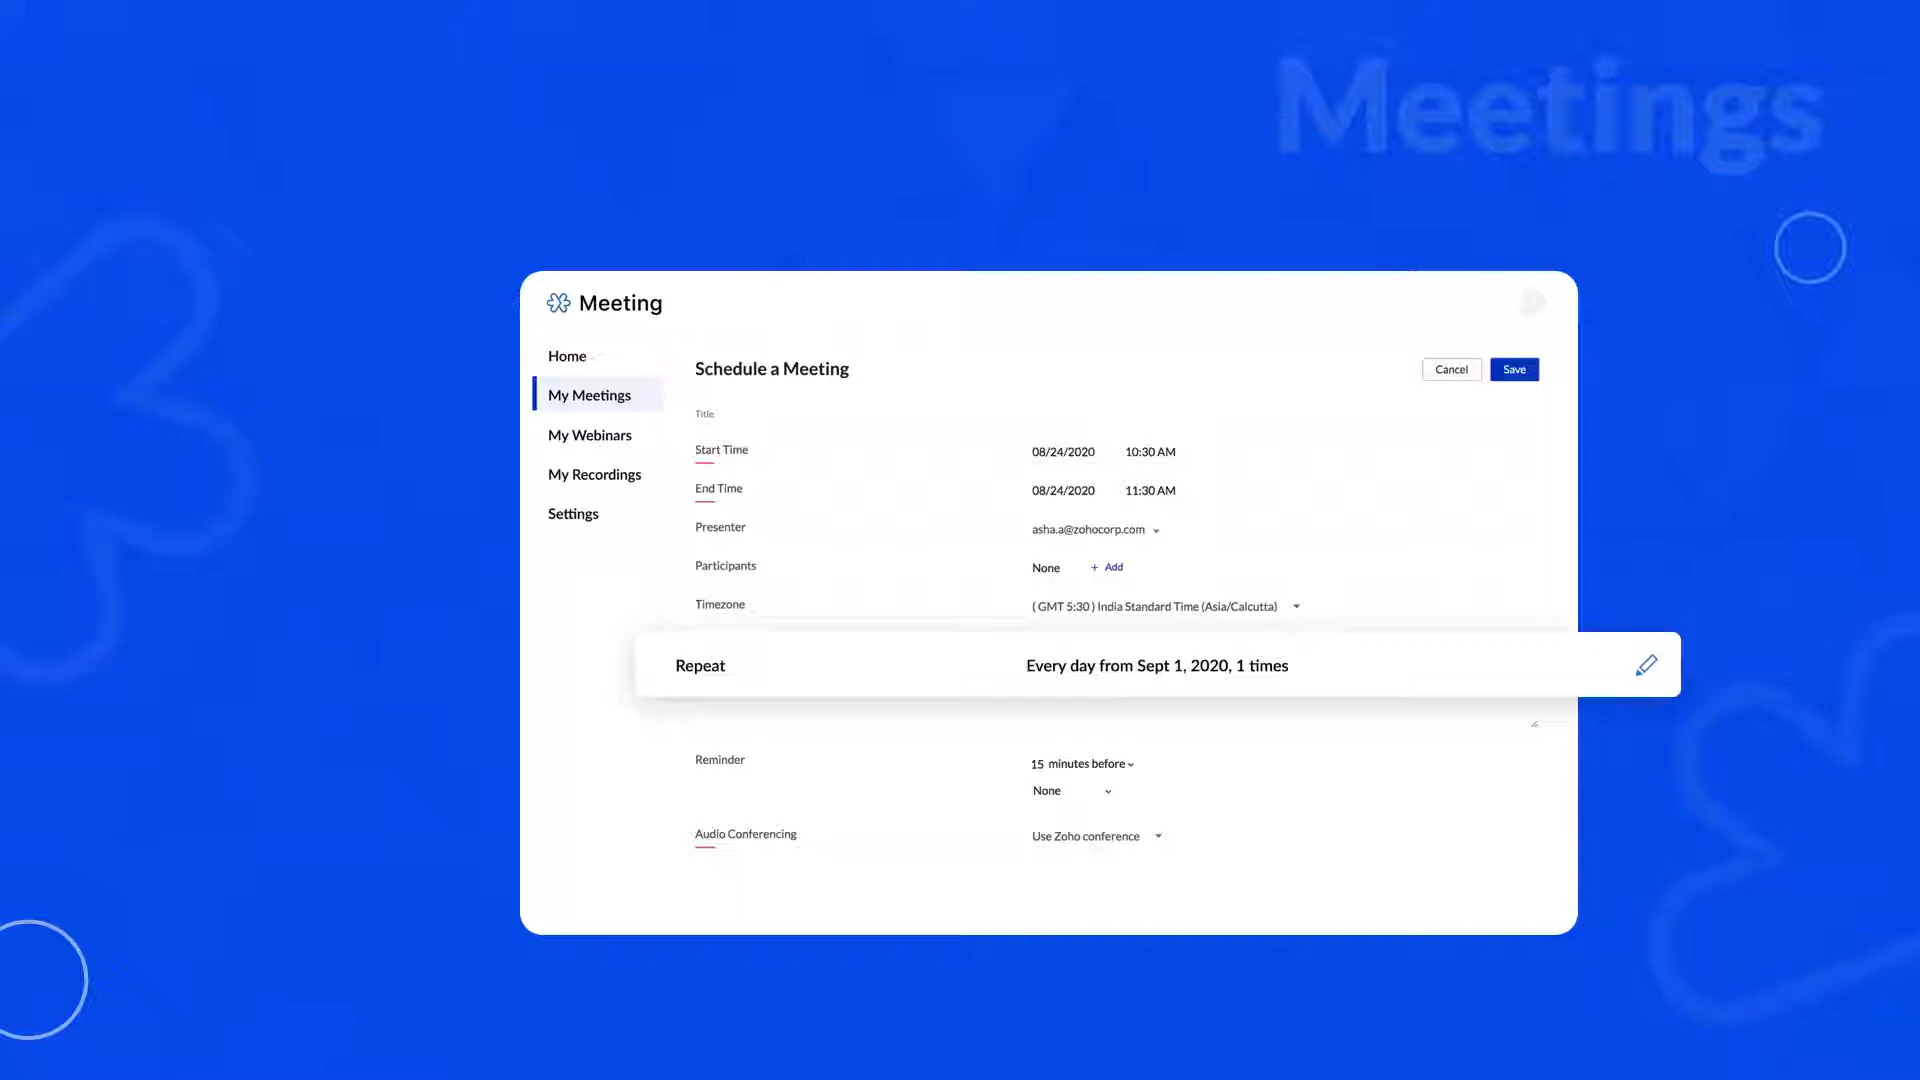 Meetings
Meeting
Home
My Meetings
My Webinars
My Recordings
Settings
Schedule a Meeting
Cancel
Save
Title
Start Time 08/24/2020 10:30 AM
End Time 08/24/2020 11:30 AM
Presenter asha.a@zohocorp.com
Participants None + Add
Timezone ( GMT 5:30 ) India Standard Time (Asia/Calcutta)
Repeat Every day from Sept 1, 2020, 1 times
Reminder 15 minutes before
None
Audio Conferencing Use Zoho conference